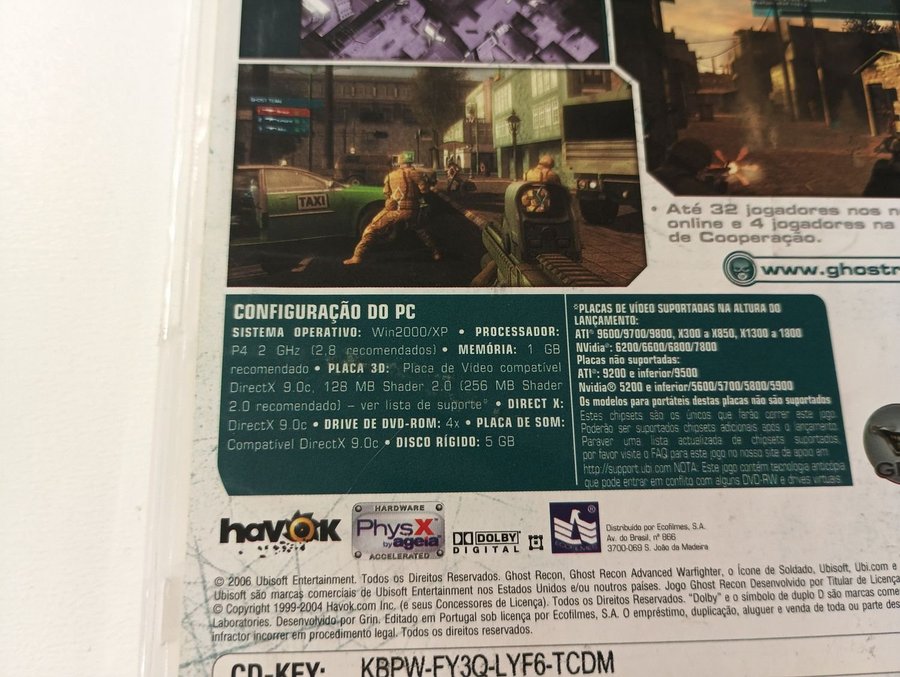 GHOST TEAM
TAXI
• Até 32 jogadores nos
online e 4 jogadores na
de Cooperação.
www.ghostr
CONFIGURAÇÃO DO PC
SISTEMA OPERATIVO: Win2000/XP • PROCESSADOR:
P4 2 GHz (2,8 recomendados) • MEMÓRIA: 1 GB
recomendado • PLACA 3D: Placa de Vídeo compatível
DirectX 9.0c, 128 MB Shader 2.0 (256 MB Shader
2.0 recomendado) – ver lista de suporte* • DIRECT X:
DirectX 9.0c • DRIVE DE DVD-ROM: 4x • PLACA DE SOM:
Compatível DirectX 9.0c • DISCO RÍGIDO: 5 GB
*PLACAS DE VÍDEO SUPORTADAS NA ALTURA DO
LANÇAMENTO:
ATI® 9600/9700/9800, X300 a X850, X1300 a 1800
NVidia®: 6200/6600/6800/7800
Placas não suportadas:
ATI®: 9200 e inferior/9500
Nvidia® 5200 e inferior/5600/5700/5800/5900
Os modelos para portáteis destas placas não são suportados
Estes chipsets são os únicos que farão correr este jogo.
Poderão ser suportados chipsets adicionais após o lançamento.
Paraver uma lista actualizada de chipsets suportados,
por favor visite o FAQ para este jogo no nosso site de apoio em:
http://support.ubi.com NOTA: Este jogo contém tecnologia anticópia
que pode entrar em conflito com alguns DVD-RW e drives virtuais.
havok
HARDWARE
PhysX
by ageia
ACCELERATED
DOLBY
DIGITAL
ECOFILMES
Distribuido por Ecofilmes, S.A.
Av. do Brasil, nº 866
3700-069 S. João da Madeira
© 2006 Ubisoft Entertainment. Todos os Direitos Reservados. Ghost Recon, Ghost Recon Advanced Warfighter, o Ícone de Soldado, Ubisoft, Ubi.com e
Ubisoft são marcas comerciais de Ubisoft Entertainment nos Estados Unidos e/ou noutros países. Jogo Ghost Recon Desenvolvido por Titular de Licença
© Copyright 1999-2004 Havok.com Inc. (e seus Concessores de Licença). Todos os Direitos Reservados. "Dolby" e o símbolo de duplo D são marcas come
Laboratories. Desenvolvido por Grin. Editado em Portugal sob licença por Ecofilmes, S.A. O empréstimo, duplicação, aluguer e venda de toda ou parte des
infractor incorrer em procedimento legal. Todos os direitos reservados.
CD-KEY: KBPW-FY3Q-LYF6-TCDM